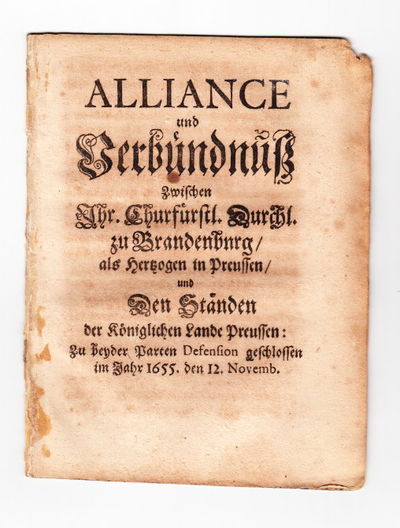 ALLIANCE
und
Verbündnüß
Zwischen
Ihr. Churfürstl. Durchl.
zu Brandenburg/
als Hertzogen in Preussen/
und
Den Ständen
der Königlichen Lande Preussen:
Zu beyder Parten Defension geschlossen
im Jahr 1655. den 12. Novemb.